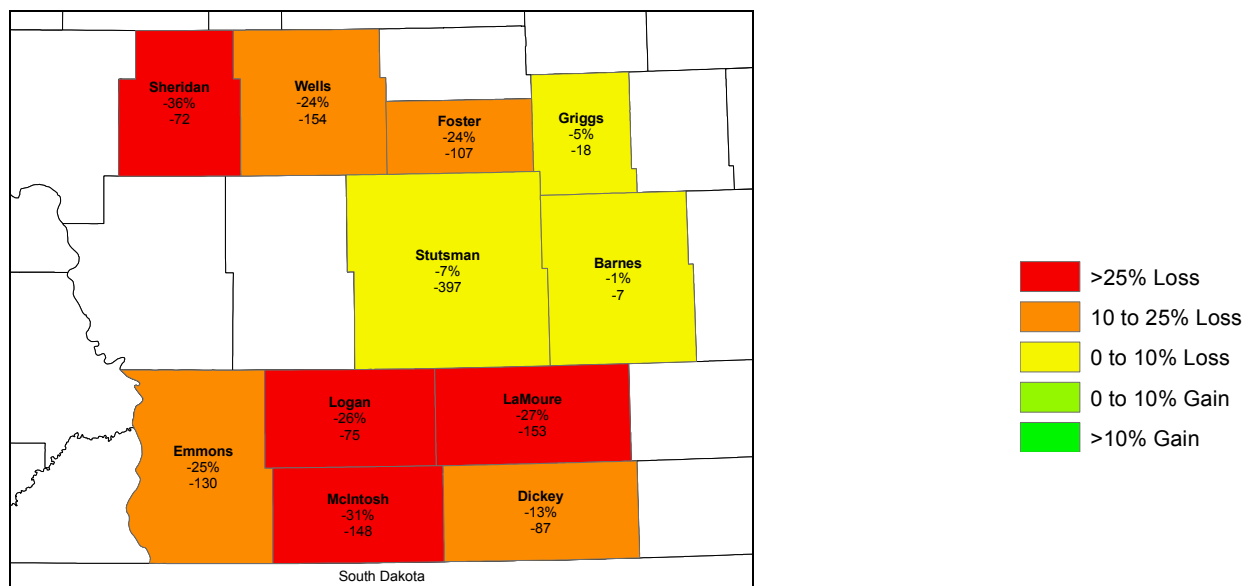 Sheridan
-36%
-72
Wells
-24%
-154
Foster
-24%
-107
Griggs
-5%
-18
Stutsman
-7%
-397
Barnes
-1%
-7
Logan
-26%
-75
LaMoure
-27%
-153
Emmons
-25%
-130
McIntosh
-31%
-148
Dickey
-13%
-87
South Dakota
>25% Loss
10 to 25% Loss
0 to 10% Loss
0 to 10% Gain
>10% Gain